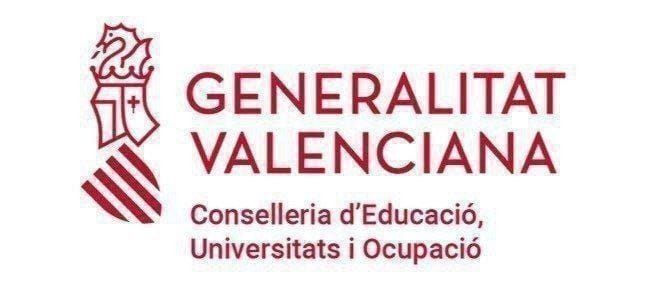 GENERALITAT
VALENCIANA
Conselleria d’Educació,
Universitats i Ocupació